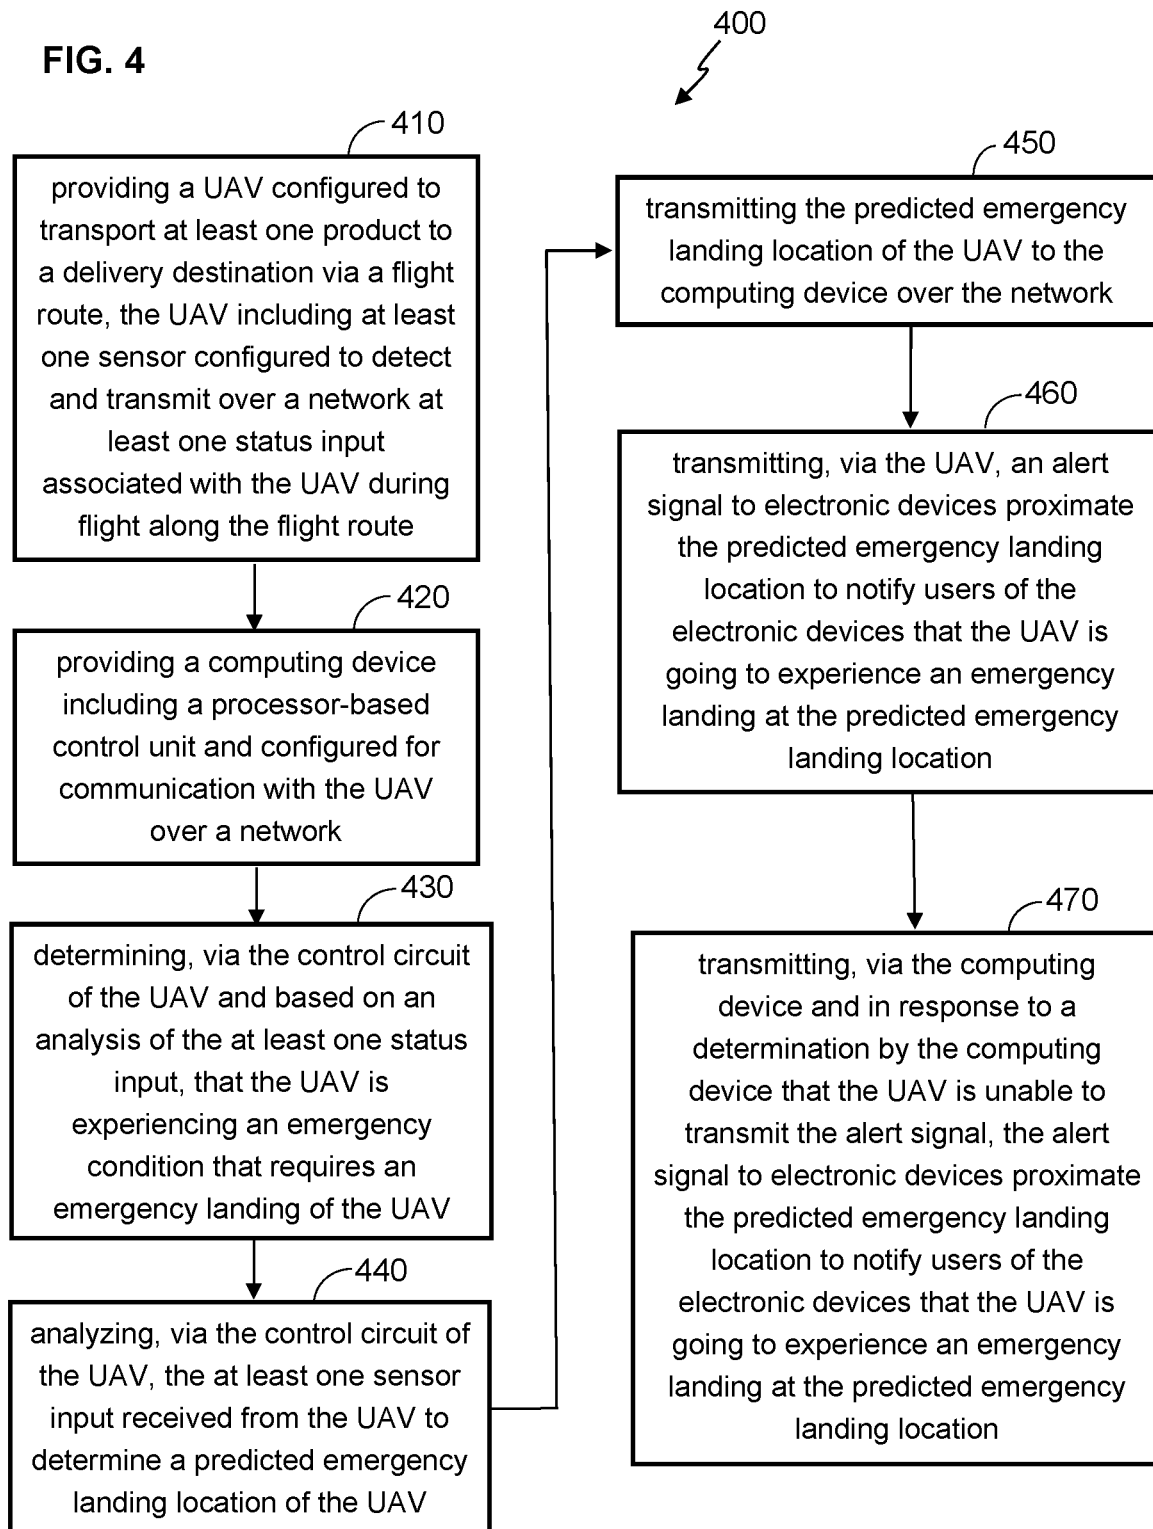 FIG. 4
400
410
providing a UAV configured to
transport at least one product to
a delivery destination via a flight
route, the UAV including at least
one sensor configured to detect
and transmit over a network at
least one status input
associated with the UAV during
flight along the flight route
420
providing a computing device
including a processor-based
control unit and configured for
communication with the UAV
over a network
430
determining, via the control circuit
of the UAV and based on an
analysis of the at least one status
input, that the UAV is
experiencing an emergency
condition that requires an
emergency landing of the UAV
440
analyzing, via the control circuit of
the UAV, the at least one sensor
input received from the UAV to
determine a predicted emergency
landing location of the UAV
450
transmitting the predicted emergency
landing location of the UAV to the
computing device over the network
460
transmitting, via the UAV, an alert
signal to electronic devices proximate
the predicted emergency landing
location to notify users of the
electronic devices that the UAV is
going to experience an emergency
landing at the predicted emergency
landing location
470
transmitting, via the computing
device and in response to a
determination by the computing
device that the UAV is unable to
transmit the alert signal, the alert
signal to electronic devices proximate
the predicted emergency landing
location to notify users of the
electronic devices that the UAV is
going to experience an emergency
landing at the predicted emergency
landing location